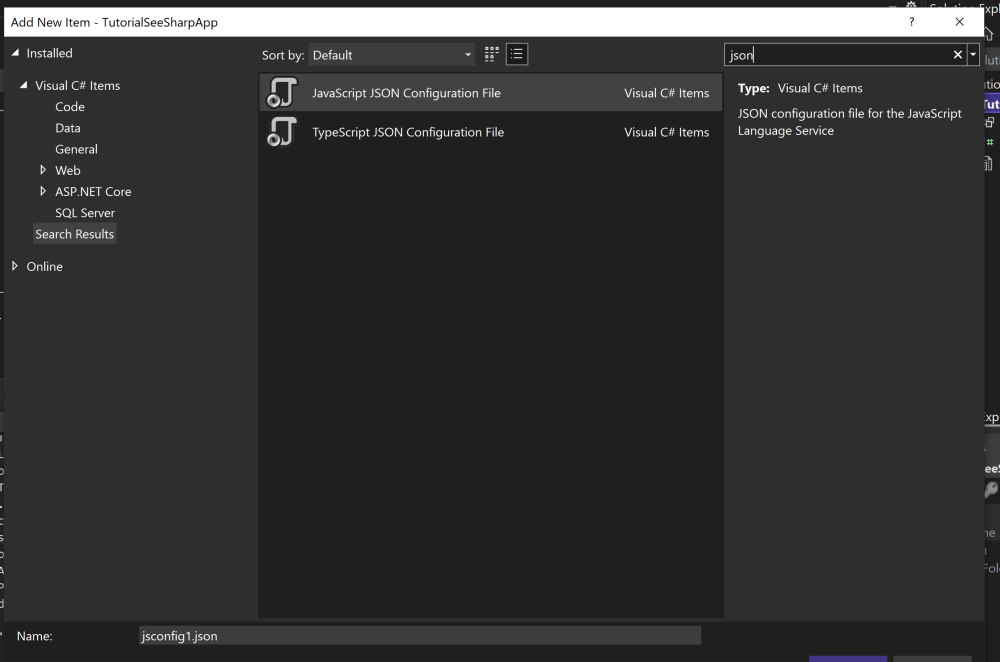 Add New Item - TutorialSeeSharpApp
?
Installed
Sort by: Default
json
Visual C# Items
Code
Data
General
Web
ASP.NET Core
SQL Server
Search Results
Online
JavaScript JSON Configuration File Visual C# Items
TypeScript JSON Configuration File Visual C# Items
Type: Visual C# Items
JSON configuration file for the JavaScript
Language Service
Name: jsconfig1.json